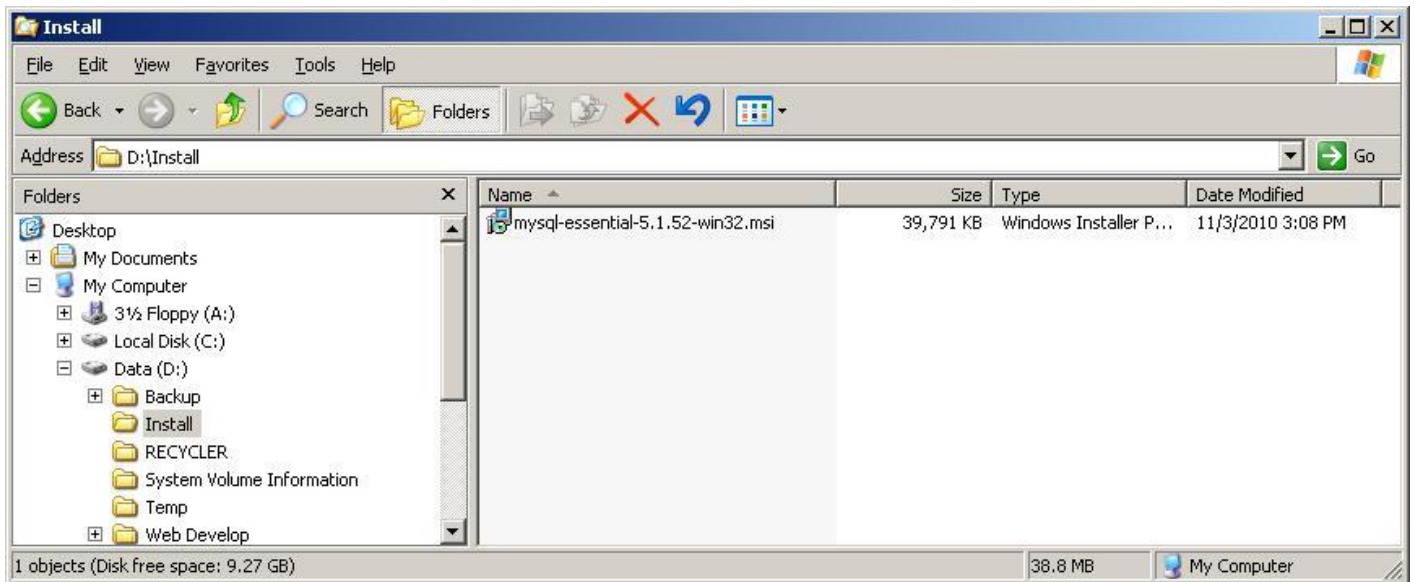 Install
File Edit View Favorites Tools Help
Back Search Folders
Address D:\Install Go
Folders Name Size Type Date Modified
Desktop mysql-essential-5.1.52-win32.msi 39,791 KB Windows Installer P... 11/3/2010 3:08 PM
My Documents
My Computer
3½ Floppy (A:)
Local Disk (C:)
Data (D:)
Backup
Install
RECYCLER
System Volume Information
Temp
Web Develop
1 objects (Disk free space: 9.27 GB) 38.8 MB My Computer